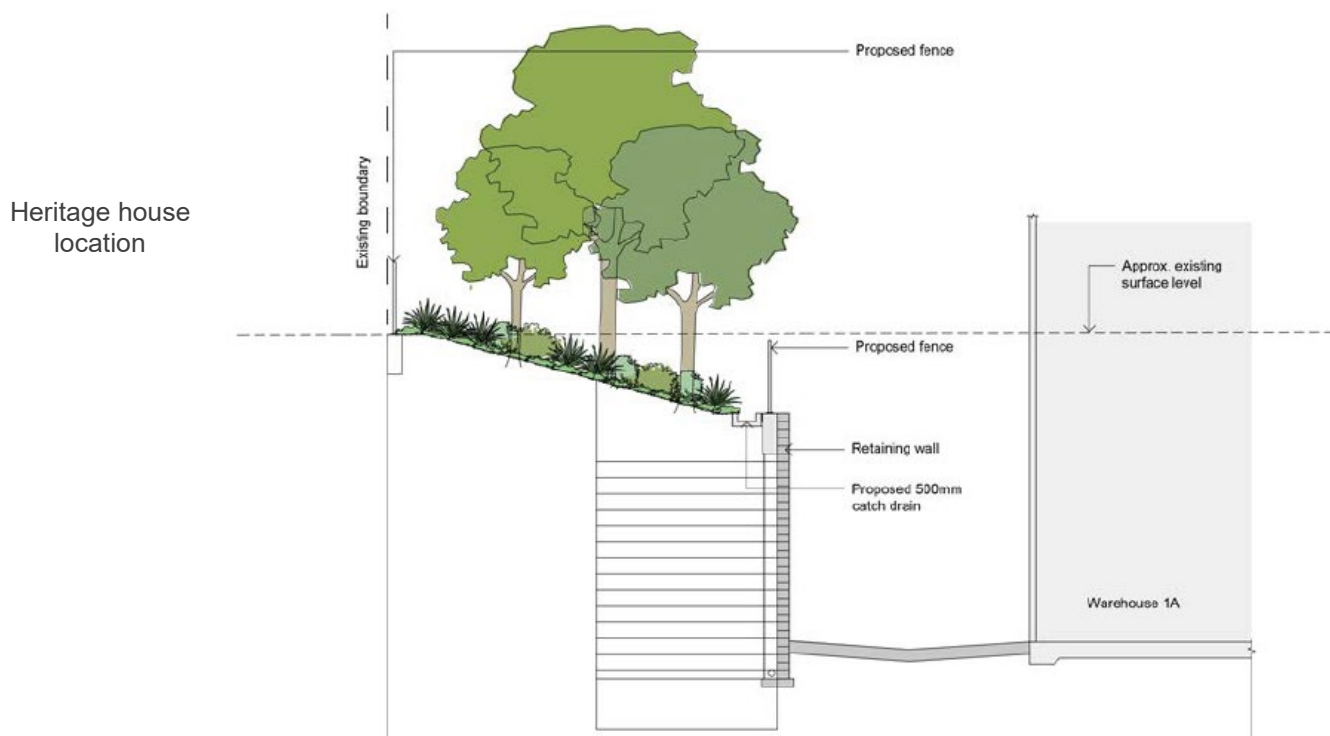 Proposed fence
Existing boundary
Heritage house
location
Approx. existing
surface level
Proposed fence
Retaining wall
Proposed 500mm
catch drain
Warehouse 1A